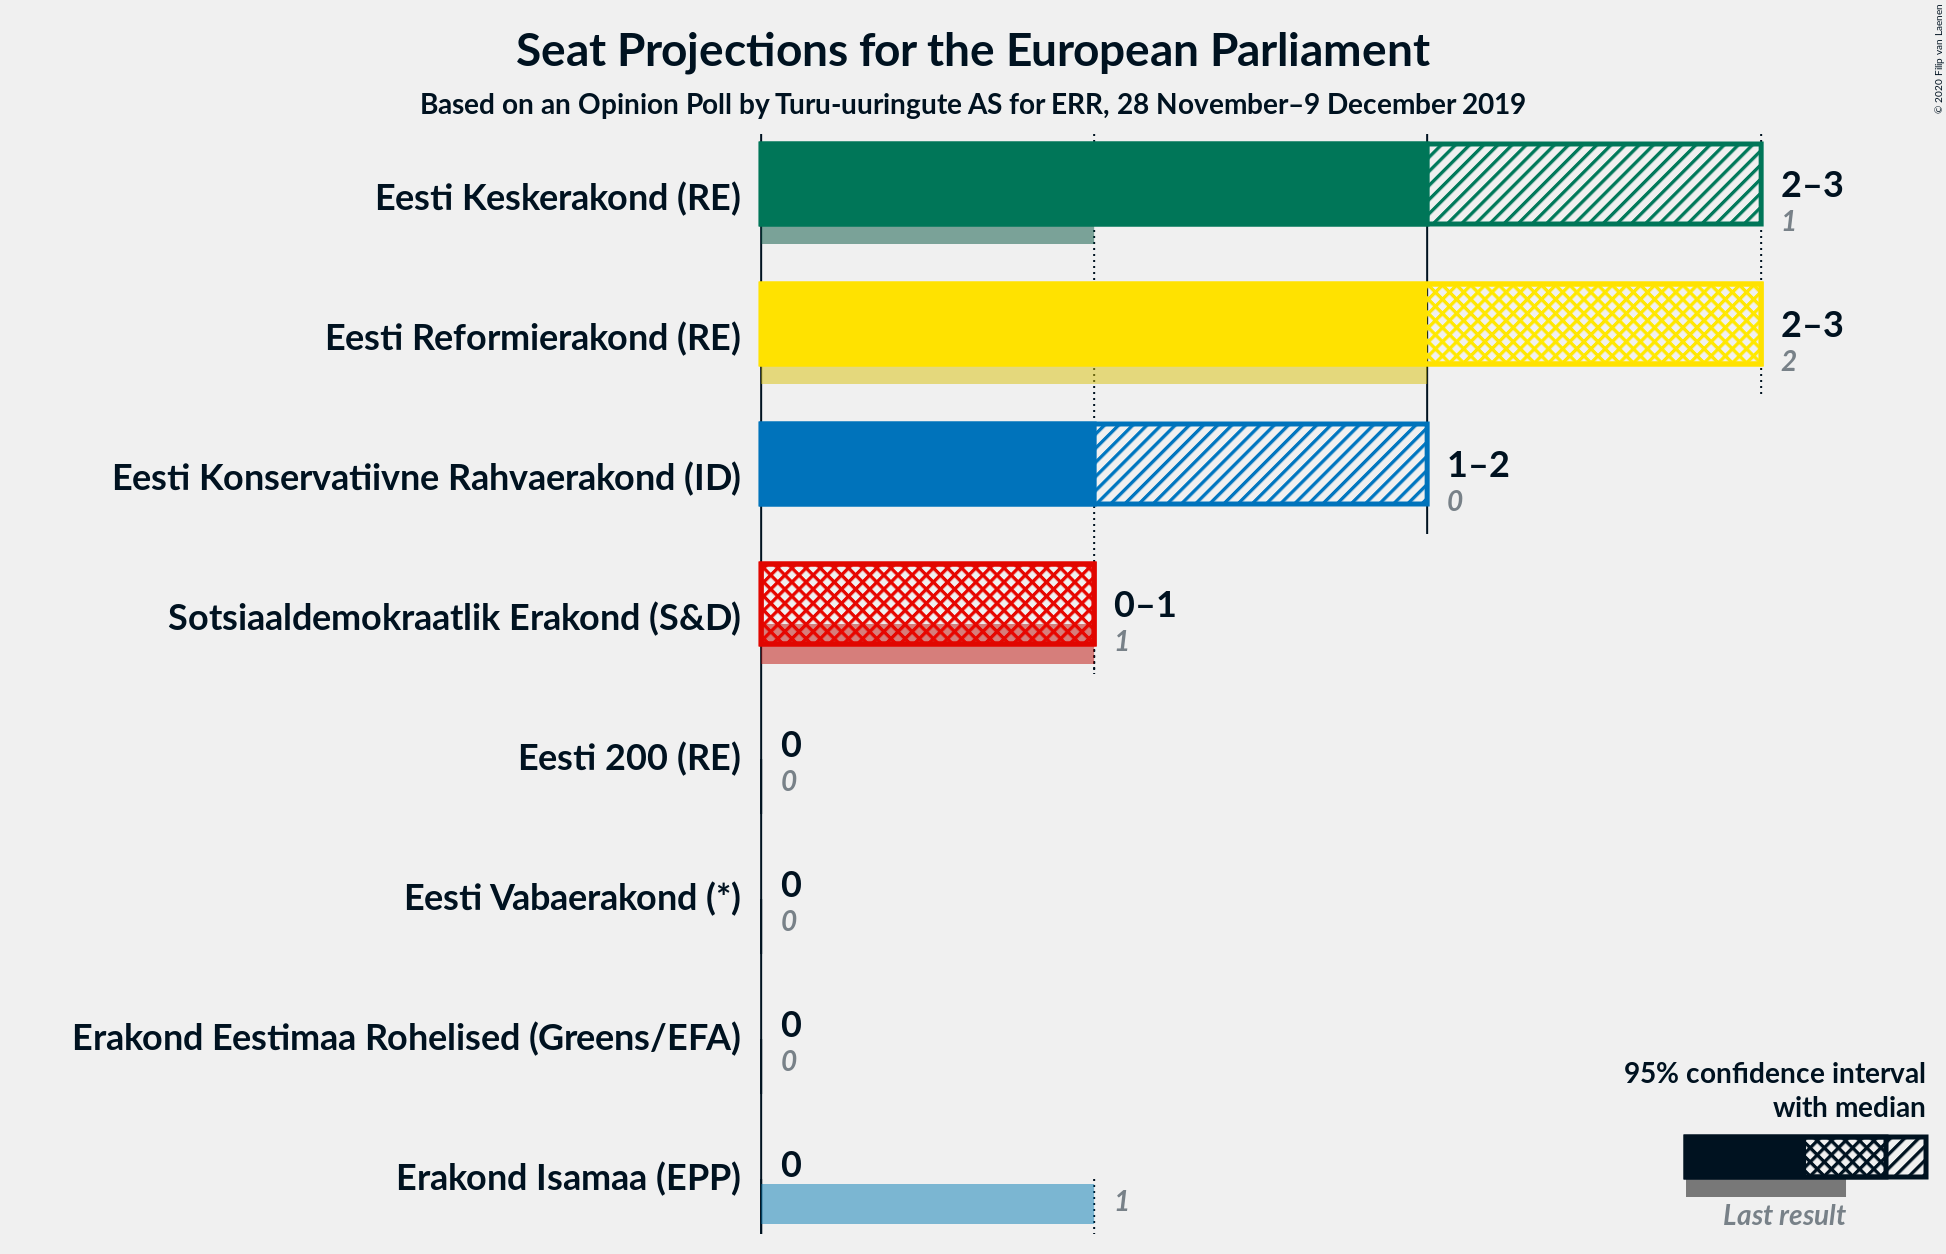 Seat Projections for the European Parliament
Based on an Opinion Poll by Turu-uuringute AS for ERR, 28 November–9 December 2019
© 2020 Filip van Laenen
Eesti Keskerakond (RE)
2–3
1
Eesti Reformierakond (RE)
2–3
2
Eesti Konservatiivne Rahvaerakond (ID)
1–2
0
Sotsiaaldemokraatlik Erakond (S&D)
0–1
1
Eesti 200 (RE)
0
0
Eesti Vabaerakond (*)
0
0
Erakond Eestimaa Rohelised (Greens/EFA)
0
0
Erakond Isamaa (EPP)
0
1
95% confidence interval
with median
Last result